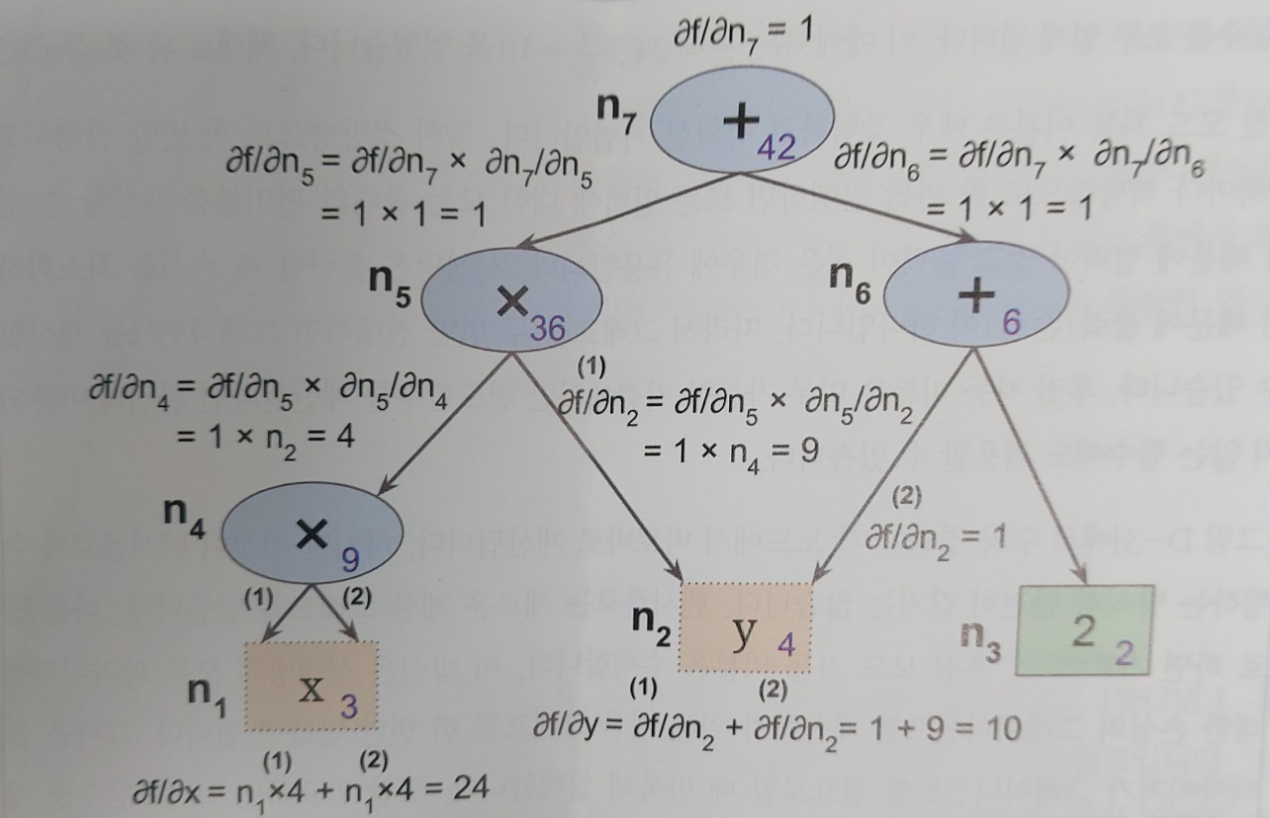 ∂f/∂n₇ = 1
n₇
+
42
∂f/∂n₅ = ∂f/∂n₇ × ∂n₇/∂n₅
= 1 × 1 = 1
∂f/∂n₆ = ∂f/∂n₇ × ∂n₇/∂n₆
= 1 × 1 = 1
n₅
×
36
n₆
+
6
∂f/∂n₄ = ∂f/∂n₅ × ∂n₅/∂n₄
= 1 × n₂ = 4
(1)
∂f/∂n₂ = ∂f/∂n₅ × ∂n₅/∂n₂
= 1 × n₄ = 9
n₄
×
9
(2)
∂f/∂n₂ = 1
(1) (2)
n₁
x 3
n₂
y 4
n₃
2 2
(1) (2)
∂f/∂y = ∂f/∂n₂ + ∂f/∂n₂ = 1 + 9 = 10
(1) (2)
∂f/∂x = n₁×4 + n₁×4 = 24